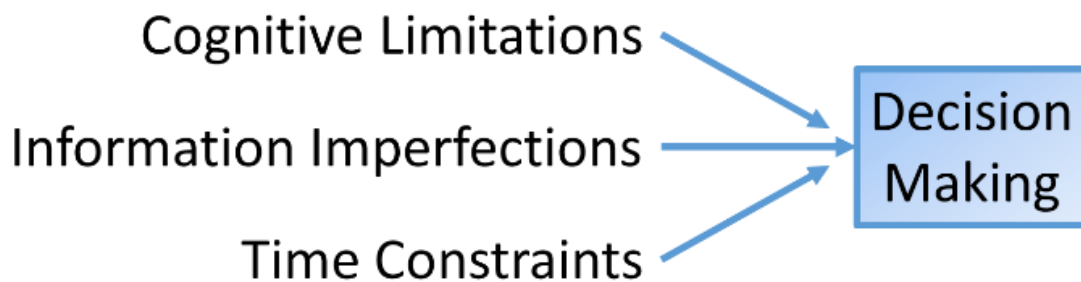 Cognitive Limitations
Information Imperfections
Time Constraints
Decision
Making